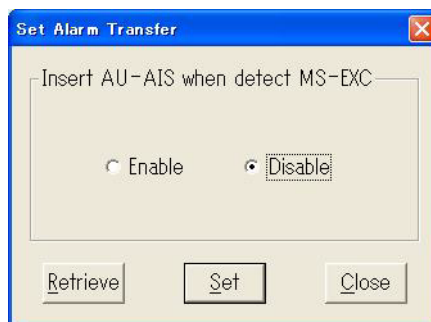 Set Alarm Transfer
Insert AU-AIS when detect MS-EXC
Enable Disable
Retrieve Set Close